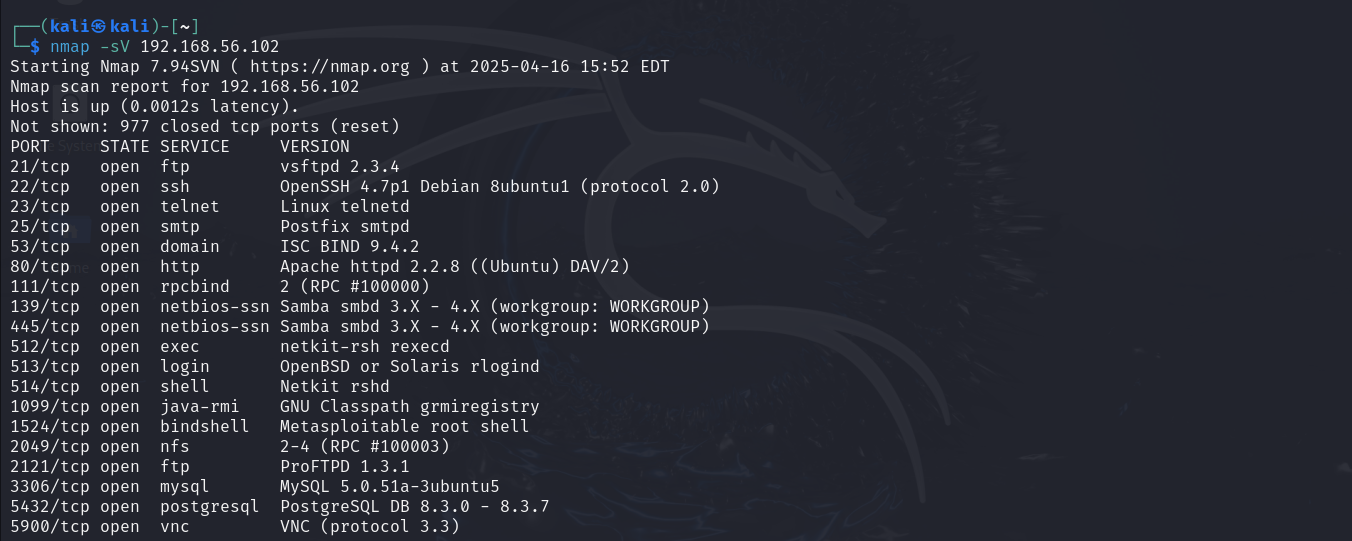 ┌──(kali㉿kali)-[~]
└─$ nmap -sV 192.168.56.102
Starting Nmap 7.94SVN ( https://nmap.org ) at 2025-04-16 15:52 EDT
Nmap scan report for 192.168.56.102
Host is up (0.0012s latency).
Not shown: 977 closed tcp ports (reset)
PORT     STATE SERVICE     VERSION
21/tcp   open  ftp         vsftpd 2.3.4
22/tcp   open  ssh         OpenSSH 4.7p1 Debian 8ubuntu1 (protocol 2.0)
23/tcp   open  telnet      Linux telnetd
25/tcp   open  smtp        Postfix smtpd
53/tcp   open  domain      ISC BIND 9.4.2
80/tcp   open  http        Apache httpd 2.2.8 ((Ubuntu) DAV/2)
111/tcp  open  rpcbind     2 (RPC #100000)
139/tcp  open  netbios-ssn Samba smbd 3.X - 4.X (workgroup: WORKGROUP)
445/tcp  open  netbios-ssn Samba smbd 3.X - 4.X (workgroup: WORKGROUP)
512/tcp  open  exec        netkit-rsh rexecd
513/tcp  open  login       OpenBSD or Solaris rlogind
514/tcp  open  shell       Netkit rshd
1099/tcp open  java-rmi    GNU Classpath grmiregistry
1524/tcp open  bindshell   Metasploitable root shell
2049/tcp open  nfs         2-4 (RPC #100003)
2121/tcp open  ftp         ProFTPD 1.3.1
3306/tcp open  mysql       MySQL 5.0.51a-3ubuntu5
5432/tcp open  postgresql  PostgreSQL DB 8.3.0 - 8.3.7
5900/tcp open  vnc         VNC (protocol 3.3)